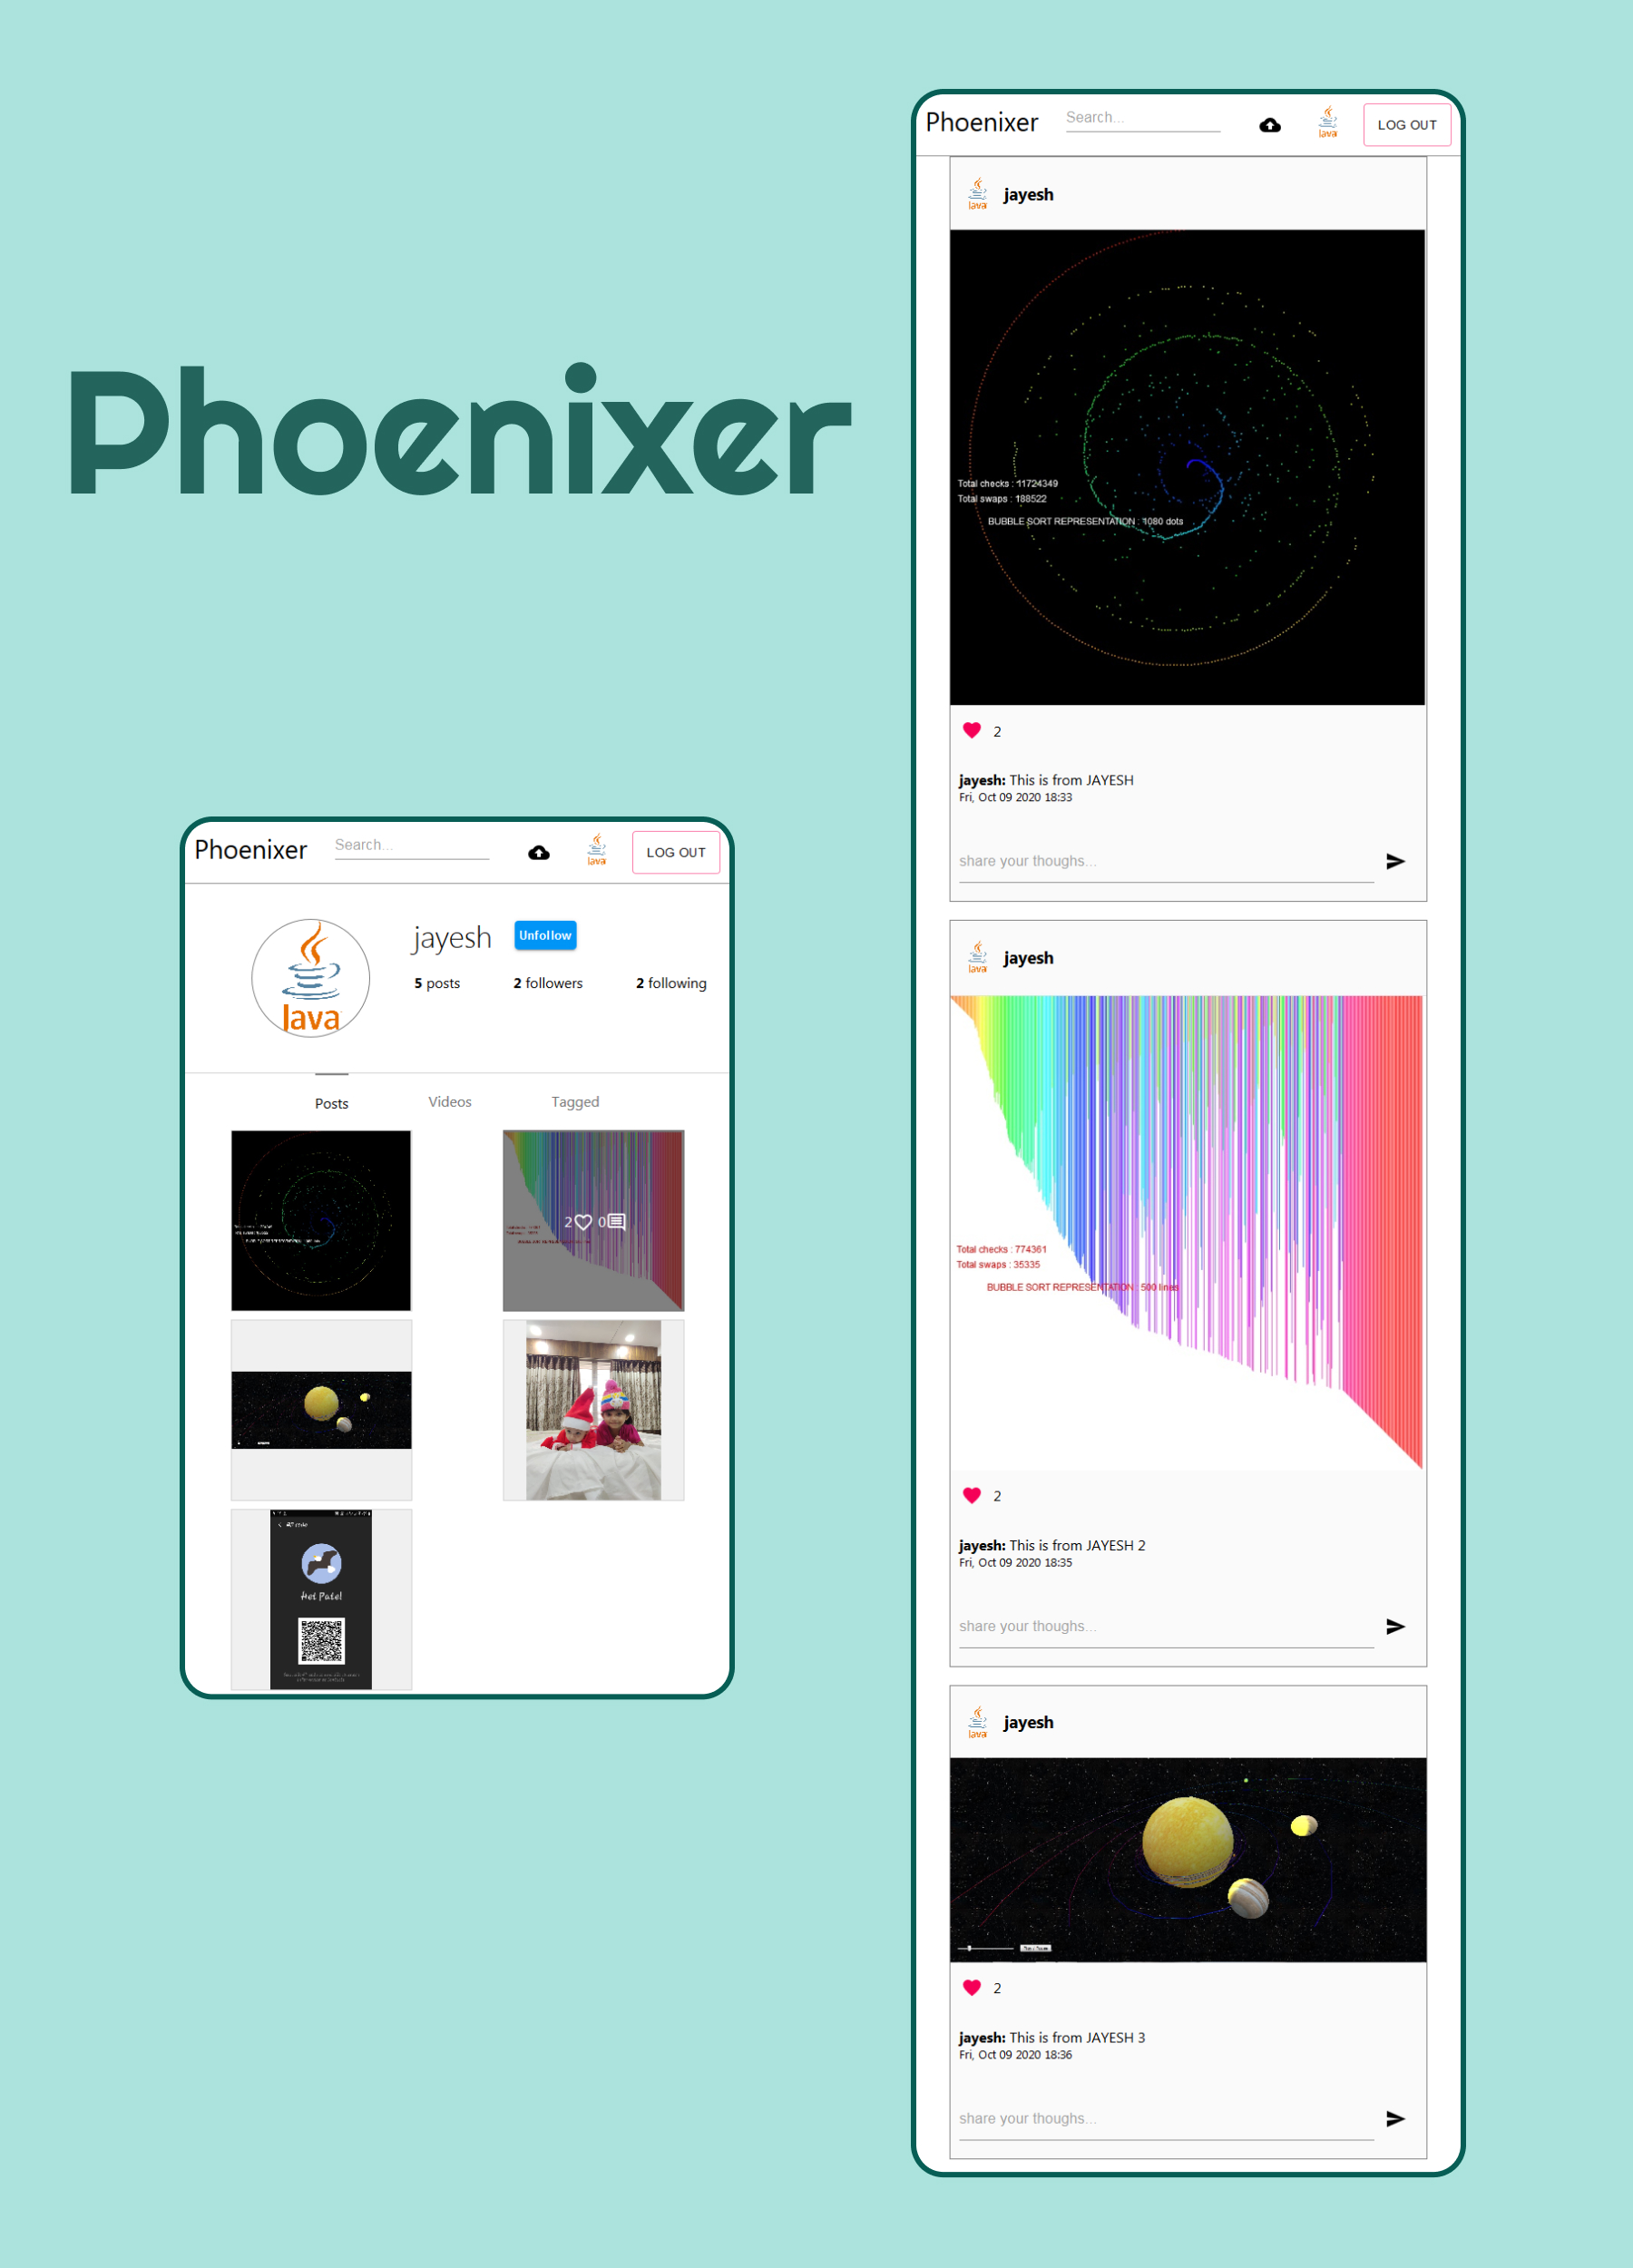 Phoenixer
Phoenixer
Search...
LOG OUT
Java
jayesh
Unfollow
5 posts
2 followers
2 following
Java
Posts
Videos
Tagged
2
0
Het Patel
Phoenixer
Search...
Java
LOG OUT
Java
jayesh
Total checks : 11724349
Total swaps : 188522
BUBBLE SORT REPRESENTATION : 1080 dots
2
jayesh: This is from JAYESH
Fri, Oct 09 2020 18:33
share your thoughs...
Java
jayesh
Total checks : 774361
Total swaps : 35335
BUBBLE SORT REPRESENTATION : 500 lines
2
jayesh: This is from JAYESH 2
Fri, Oct 09 2020 18:35
share your thoughs...
Java
jayesh
2
jayesh: This is from JAYESH 3
Fri, Oct 09 2020 18:36
share your thoughs...